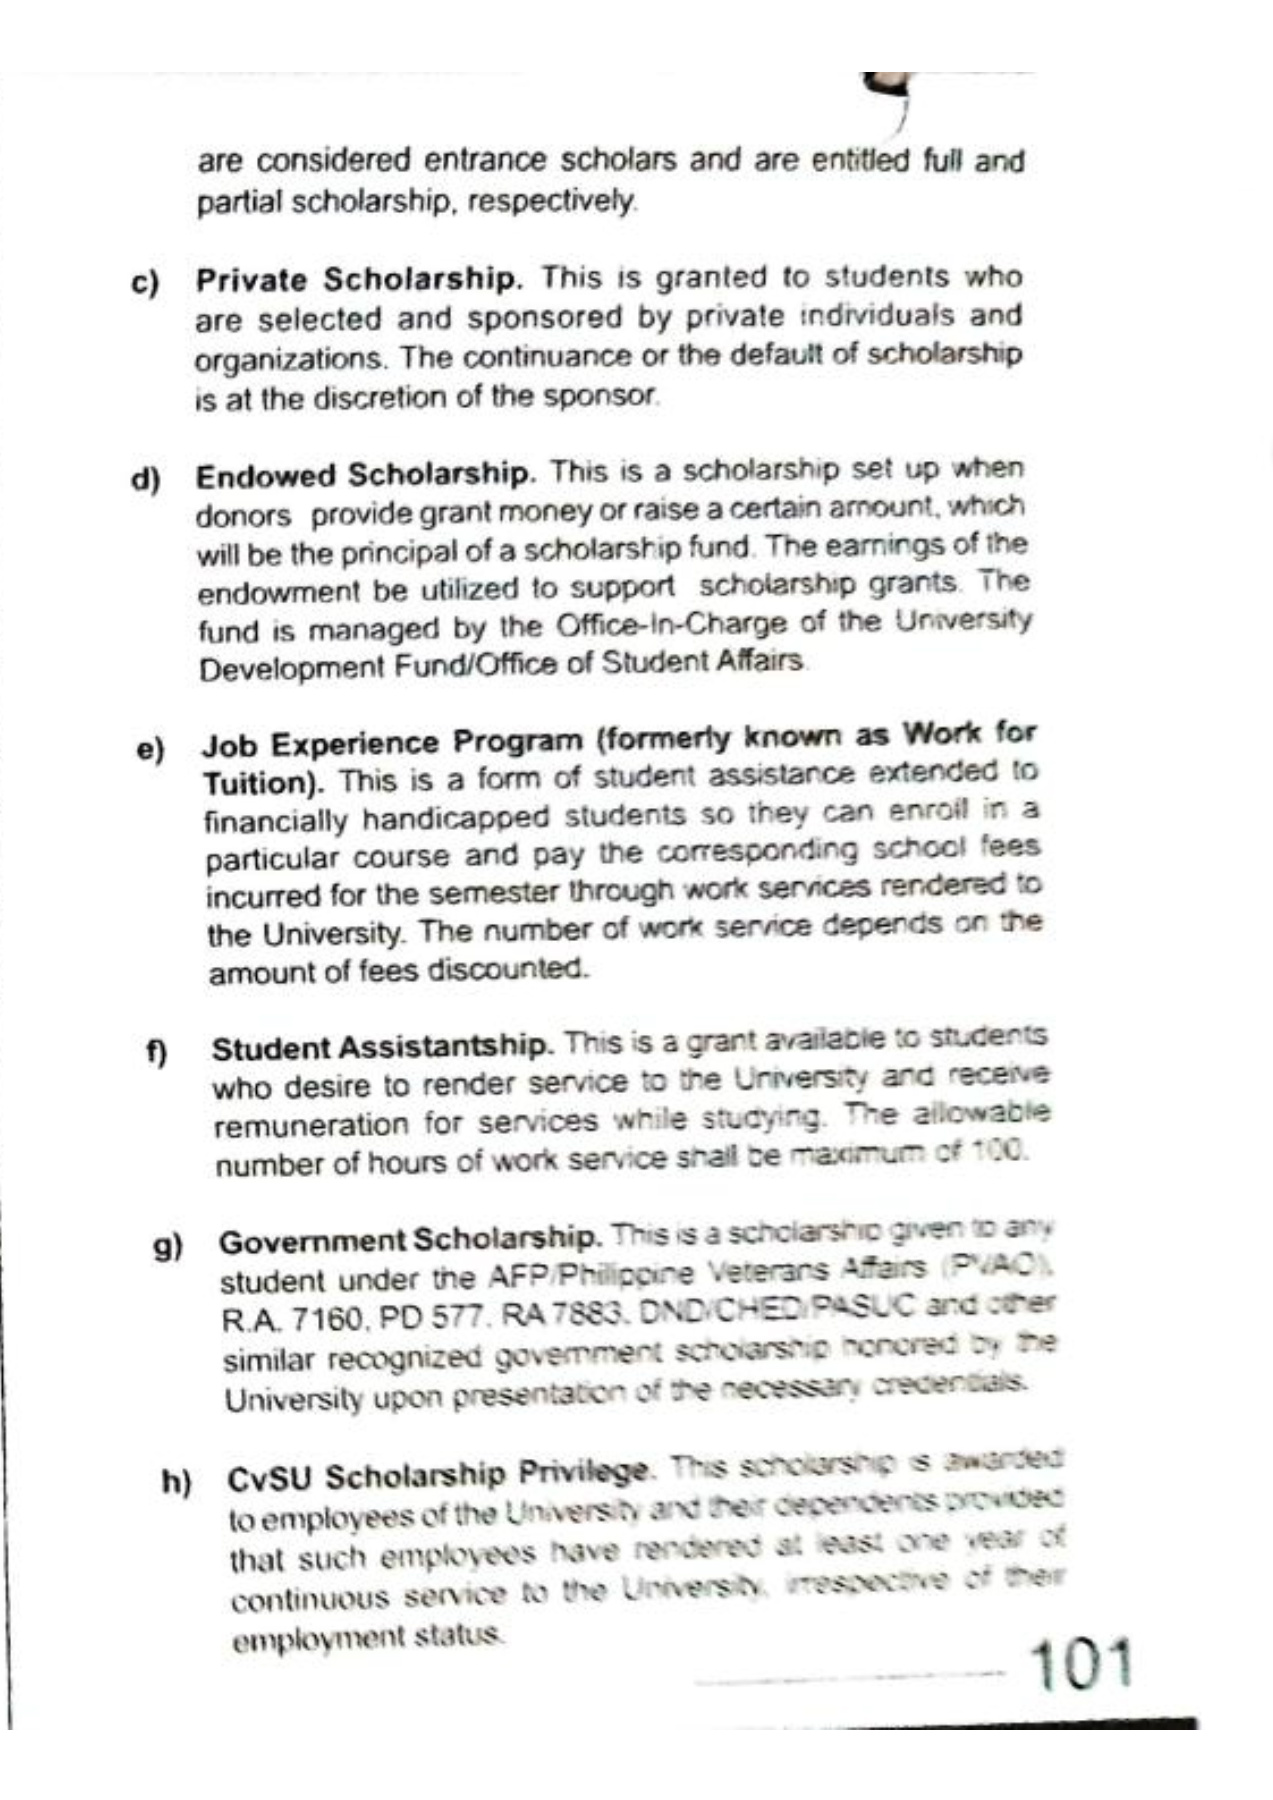 are considered entrance scholars and are entitled full and
partial scholarship, respectively.
c) Private Scholarship. This is granted to students who
are selected and sponsored by private individuals and
organizations. The continuance or the default of scholarship
is at the discretion of the sponsor.
d) Endowed Scholarship. This is a scholarship set up when
donors provide grant money or raise a certain amount, which
will be the principal of a scholarship fund. The earnings of the
endowment be utilized to support scholarship grants. The
fund is managed by the Office-In-Charge of the University
Development Fund/Office of Student Affairs.
e) Job Experience Program (formerly known as Work for
Tuition). This is a form of student assistance extended to
financially handicapped students so they can enroll in a
particular course and pay the corresponding school fees
incurred for the semester through work services rendered to
the University. The number of work service depends on the
amount of fees discounted.
f) Student Assistantship. This is a grant available to students
who desire to render service to the University and receive
remuneration for services while studying. The allowable
number of hours of work service shall be maximum of 100.
g) Government Scholarship. This is a scholarship given to any
student under the AFP/Philippine Veterans Affairs (PVAO),
R.A. 7160, PD 577, RA 7883, DND/CHED/PASUC and other
similar recognized government scholarship honored by the
University upon presentation of the necessary credentials.
h) CvSU Scholarship Privilege. This scholarship is awarded
to employees of the University and their dependents provided
that such employees have rendered at least one year of
continuous service to the University, irrespective of their
employment status.
101